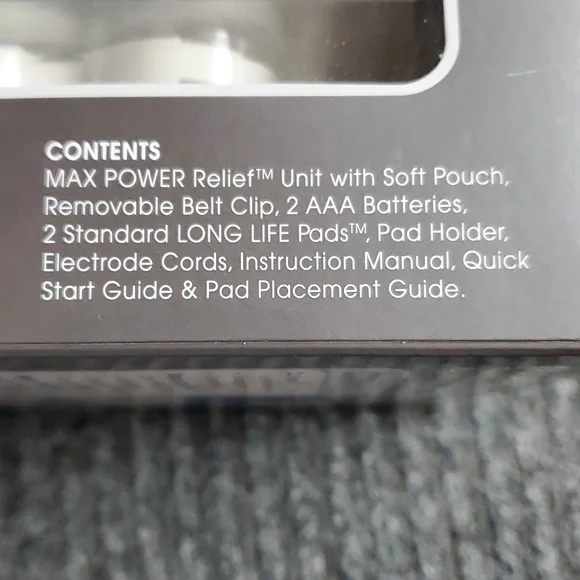 CONTENTS
MAX POWER Relief™ Unit with Soft Pouch,
Removable Belt Clip, 2 AAA Batteries,
2 Standard LONG LIFE Pads™, Pad Holder,
Electrode Cords, Instruction Manual, Quick
Start Guide & Pad Placement Guide.